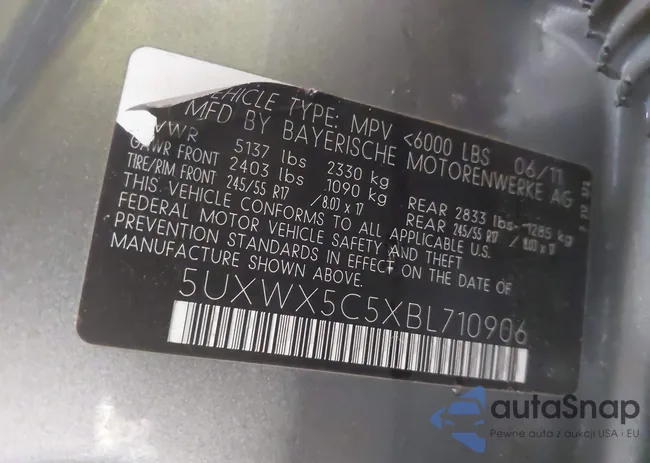 VEHICLE TYPE: MPV <6000 LBS 06/11
MFD BY BAYERISCHE MOTORENWERKE AG
GVWR 5137 lbs 2330 kg
GAWR FRONT 2403 lbs 1090 kg REAR 2833 lbs 1285 kg
TIRE/RIM FRONT 245/55 R17 /8.0J x 17 REAR 245/55 R17 / 8.0J x 17
THIS VEHICLE CONFORMS TO ALL APPLICABLE U.S.
FEDERAL MOTOR VEHICLE SAFETY AND THEFT
PREVENTION STANDARDS IN EFFECT ON THE DATE OF
MANUFACTURE SHOWN ABOVE.
5UXWX5C5XBL710906
autaSnap
Pewne auta z aukcji USA i EU